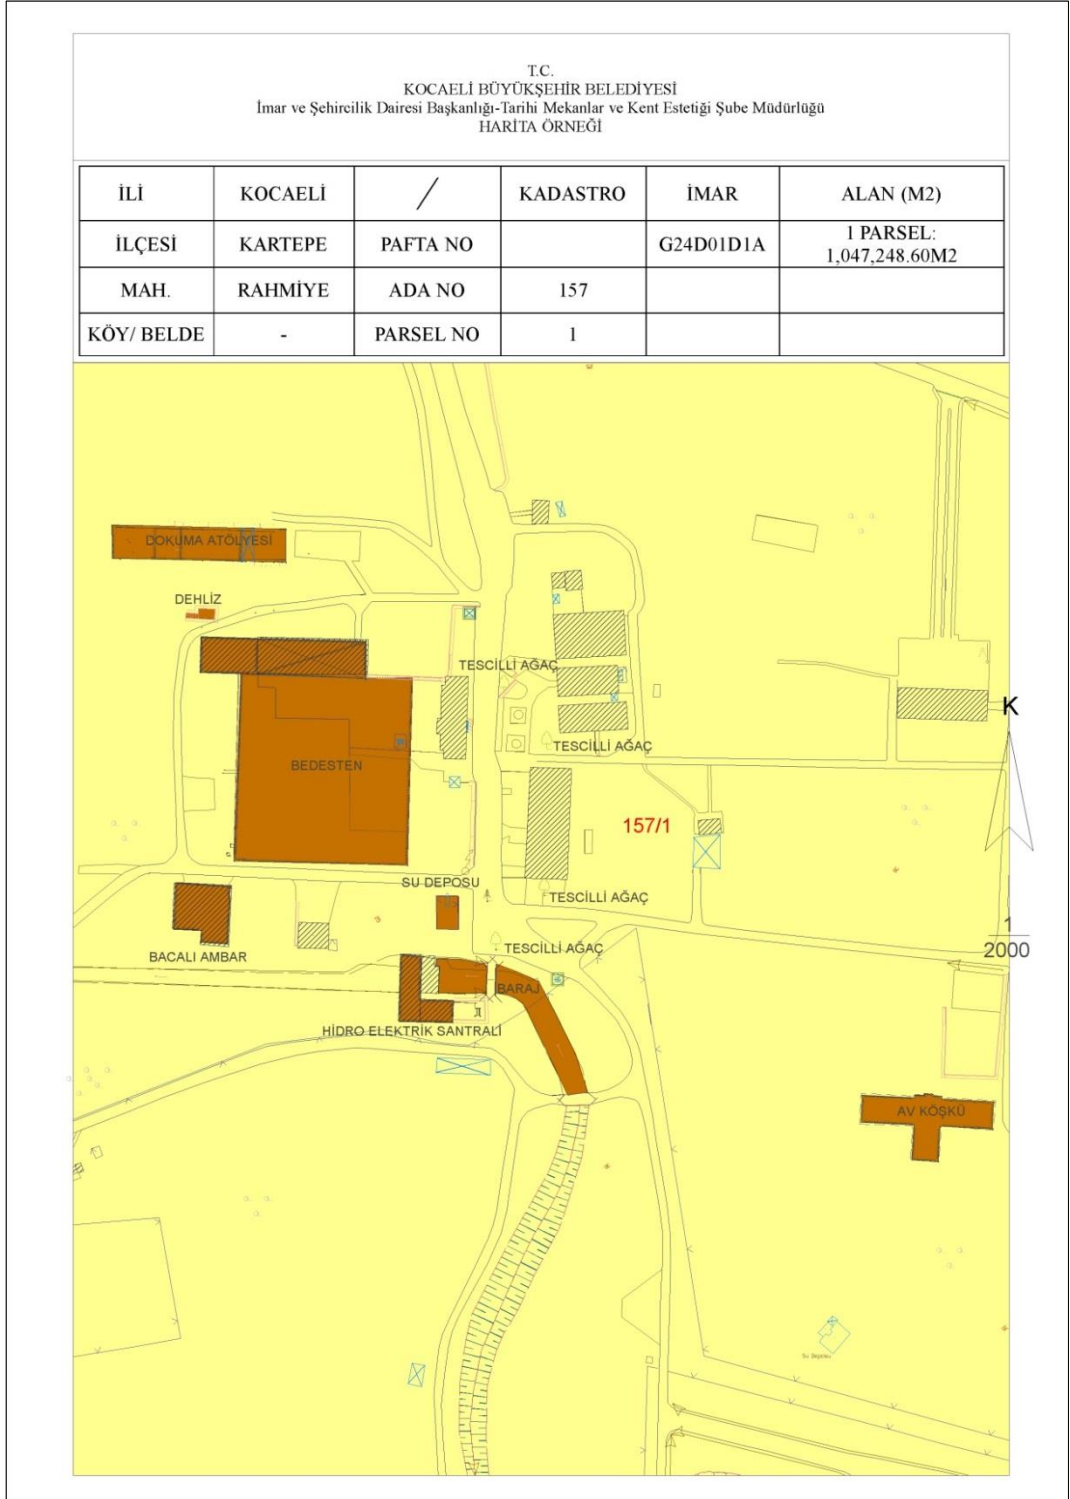 T.C.
KOCAELİ BÜYÜKŞEHİR BELEDİYESİ
İmar ve Şehircilik Dairesi Başkanlığı-Tarihi Mekanlar ve Kent Estetiği Şube Müdürlüğü
HARİTA ÖRNEĞİ
İLİ KOCAELİ / KADASTRO İMAR ALAN (M2)
İLÇESİ KARTEPE PAFTA NO G24D01D1A 1 PARSEL:
1,047,248.60M2
MAH. RAHMİYE ADA NO 157
KÖY/ BELDE - PARSEL NO 1
DOKUMA ATÖLYESİ
DEHLİZ
TESCİLLİ AĞAÇ
K
TESCİLLİ AĞAÇ
BEDESTEN
157/1
SU DEPOSU
TESCİLLİ AĞAÇ
1
2000
TESCİLLİ AĞAÇ
BACALI AMBAR
BARAJ
HİDRO ELEKTRİK SANTRALİ
AV KÖŞKÜ
Su Deposu